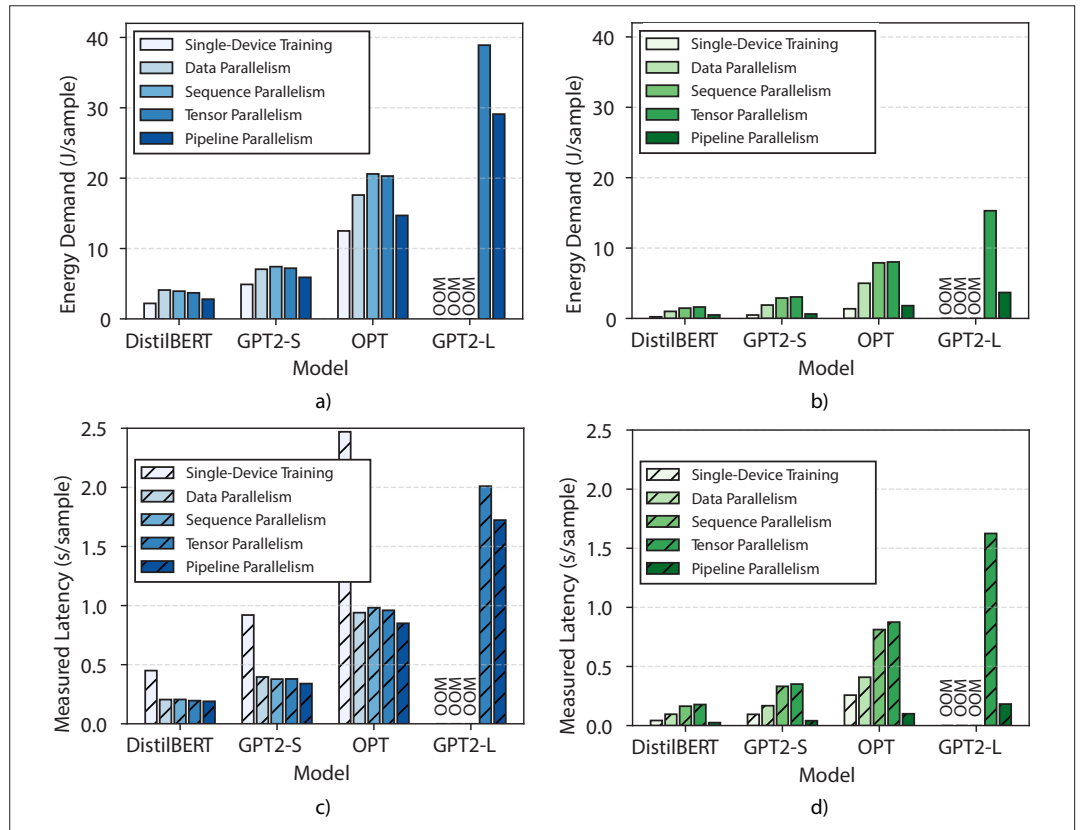 Energy Demand (J/sample)
40
30
20
10
0
Single-Device Training
Data Parallelism
Sequence Parallelism
Tensor Parallelism
Pipeline Parallelism
OOM
OOM
OOM
DistilBERT GPT2-S OPT GPT2-L
Model
a)
Energy Demand (J/sample)
40
30
20
10
0
Single-Device Training
Data Parallelism
Sequence Parallelism
Tensor Parallelism
Pipeline Parallelism
OOM
OOM
OOM
DistilBERT GPT2-S OPT GPT2-L
Model
b)
Measured Latency (s/sample)
2.5
2.0
1.5
1.0
0.5
0.0
Single-Device Training
Data Parallelism
Sequence Parallelism
Tensor Parallelism
Pipeline Parallelism
OOM
OOM
OOM
DistilBERT GPT2-S OPT GPT2-L
Model
c)
Measured Latency (s/sample)
2.5
2.0
1.5
1.0
0.5
0.0
Single-Device Training
Data Parallelism
Sequence Parallelism
Tensor Parallelism
Pipeline Parallelism
OOM
OOM
OOM
DistilBERT GPT2-S OPT GPT2-L
Model
d)